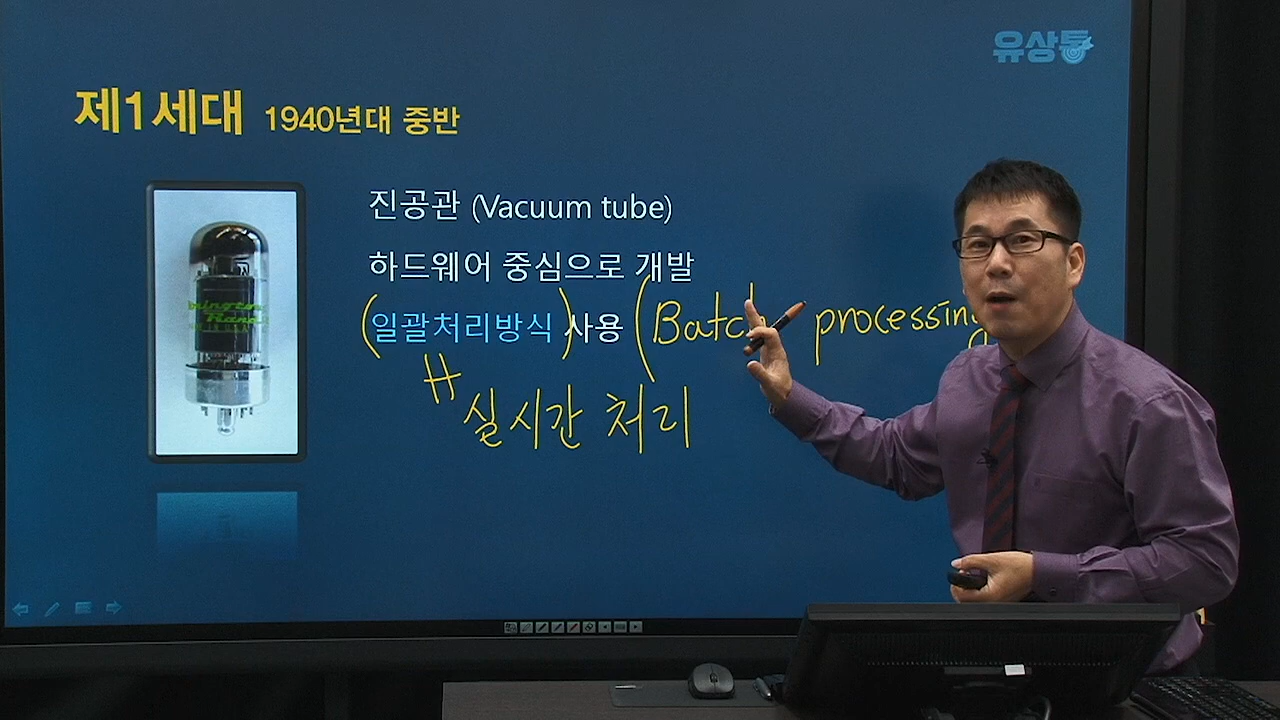 유상통
제1세대 1940년대 중반
진공관 (Vacuum tube)
하드웨어 중심으로 개발
(일괄처리방식) 사용 (Batch processing
실시간 처리